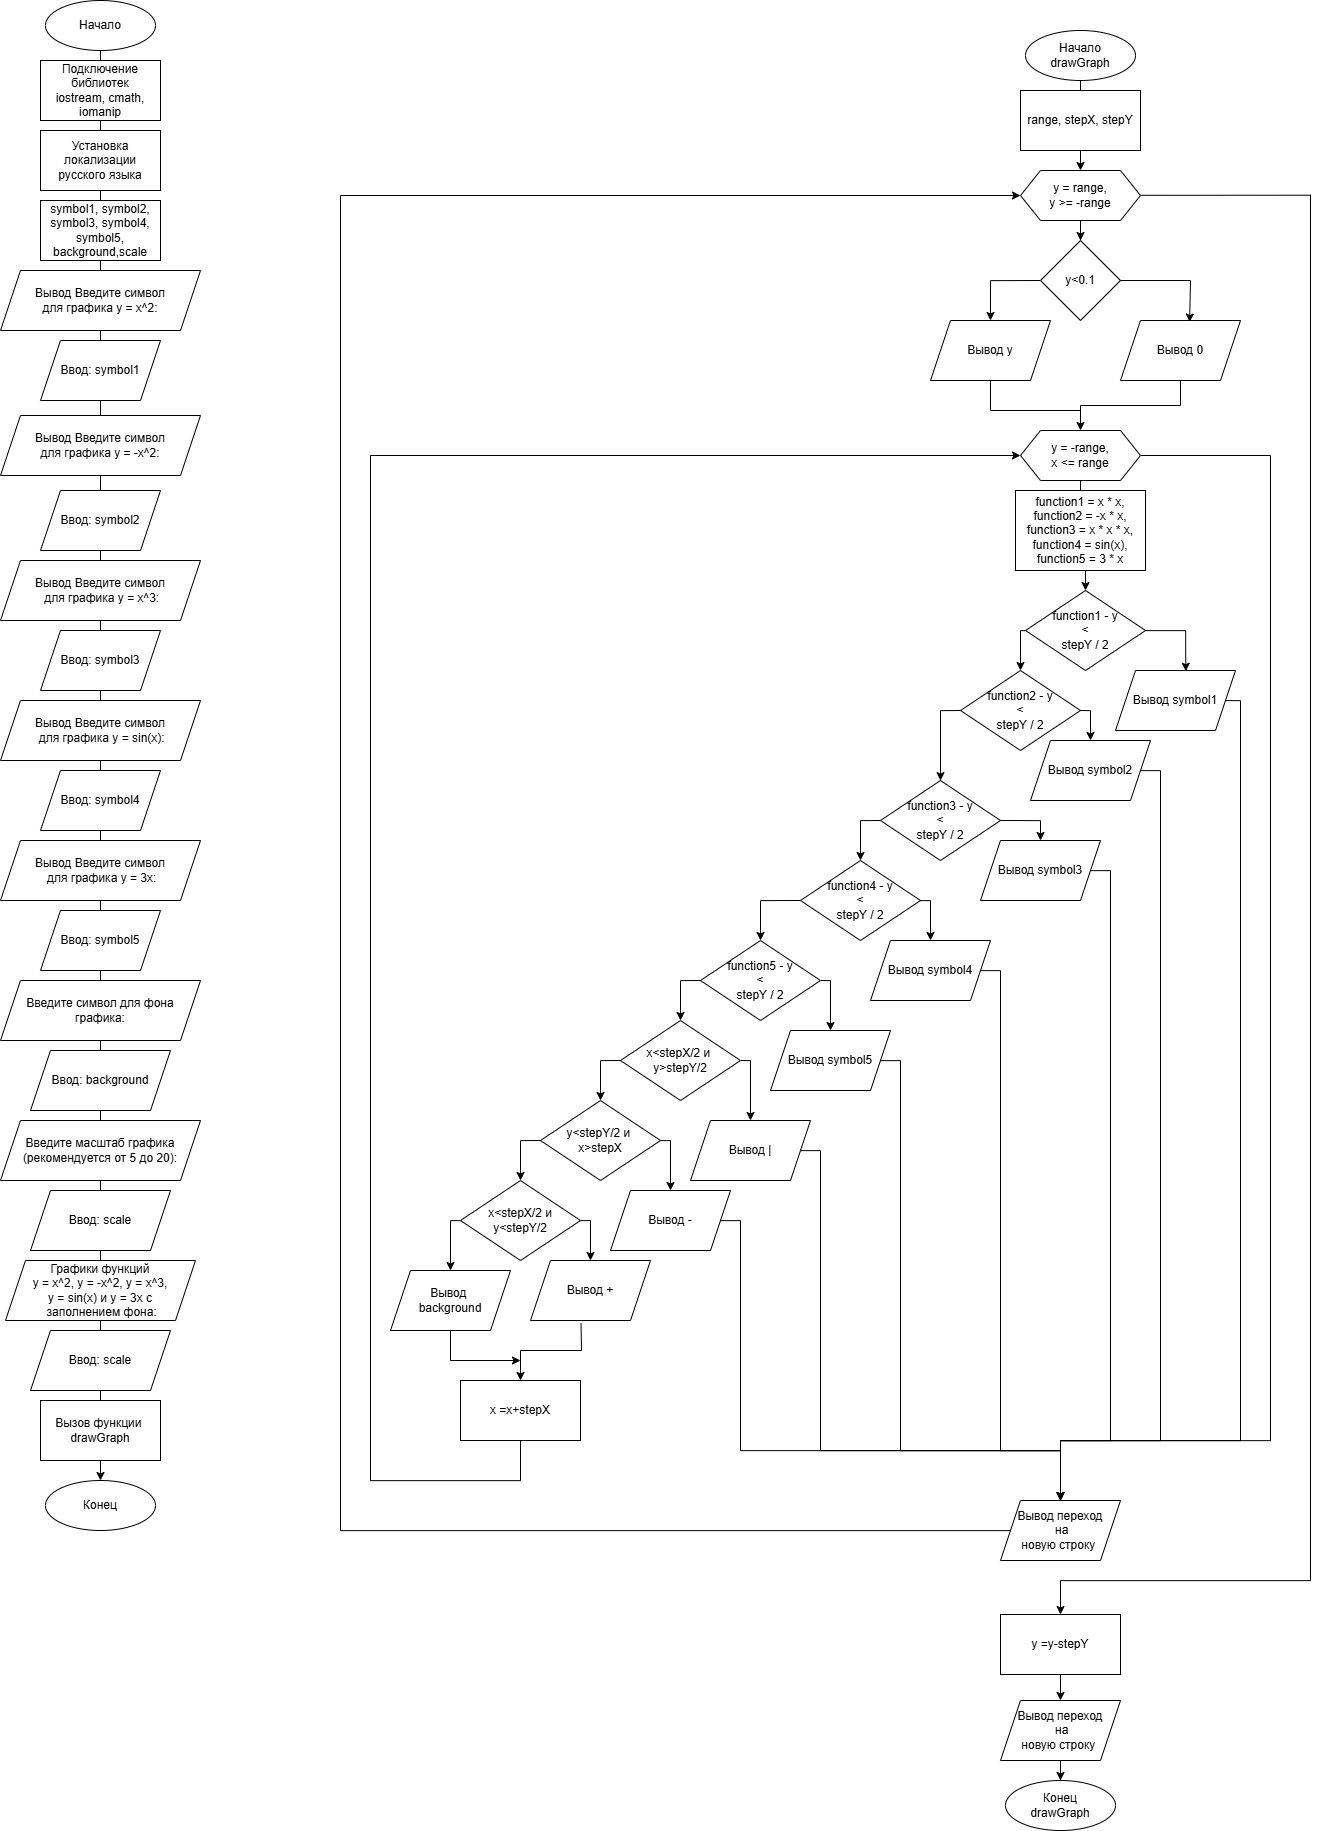 Начало
Подключение
библиотек
iostream, cmath,
iomanip
Установка
локализации
русского языка
symbol1, symbol2,
symbol3, symbol4,
symbol5,
background,scale
Вывод Введите символ
для графика y = x^2:
Ввод: symbol1
Вывод Введите символ
для графика y = -x^2:
Ввод: symbol2
Вывод Введите символ
для графика y = x^3:
Ввод: symbol3
Вывод Введите символ
для графика y = sin(x):
Ввод: symbol4
Вывод Введите символ
для графика y = 3x:
Ввод: symbol5
Введите символ для фона
графика:
Ввод: background
Введите масштаб графика
(рекомендуется от 5 до 20):
Ввод: scale
Графики функций
y = x^2, y = -x^2, y = x^3,
y = sin(x) и y = 3x с
заполнением фона:
Ввод: scale
Вызов функции
drawGraph
Конец
Начало
drawGraph
range, stepX, stepY
y = range,
y >= -range
y<0.1
Вывод y
Вывод 0
y = -range,
x <= range
function1 = x * x,
function2 = -x * x,
function3 = x * x * x,
function4 = sin(x),
function5 = 3 * x
function1 - y
<
stepY / 2
Вывод symbol1
function2 - y
<
stepY / 2
Вывод symbol2
function3 - y
<
stepY / 2
Вывод symbol3
function4 - y
<
stepY / 2
Вывод symbol4
function5 - y
<
stepY / 2
Вывод symbol5
x<stepX/2 и
y>stepY/2
Вывод |
y<stepY/2 и
x>stepX
Вывод -
x<stepX/2 и
y<stepY/2
Вывод
background
Вывод +
x =x+stepX
Вывод переход
на
новую строку
y =y-stepY
Вывод переход
на
новую строку
Конец
drawGraph